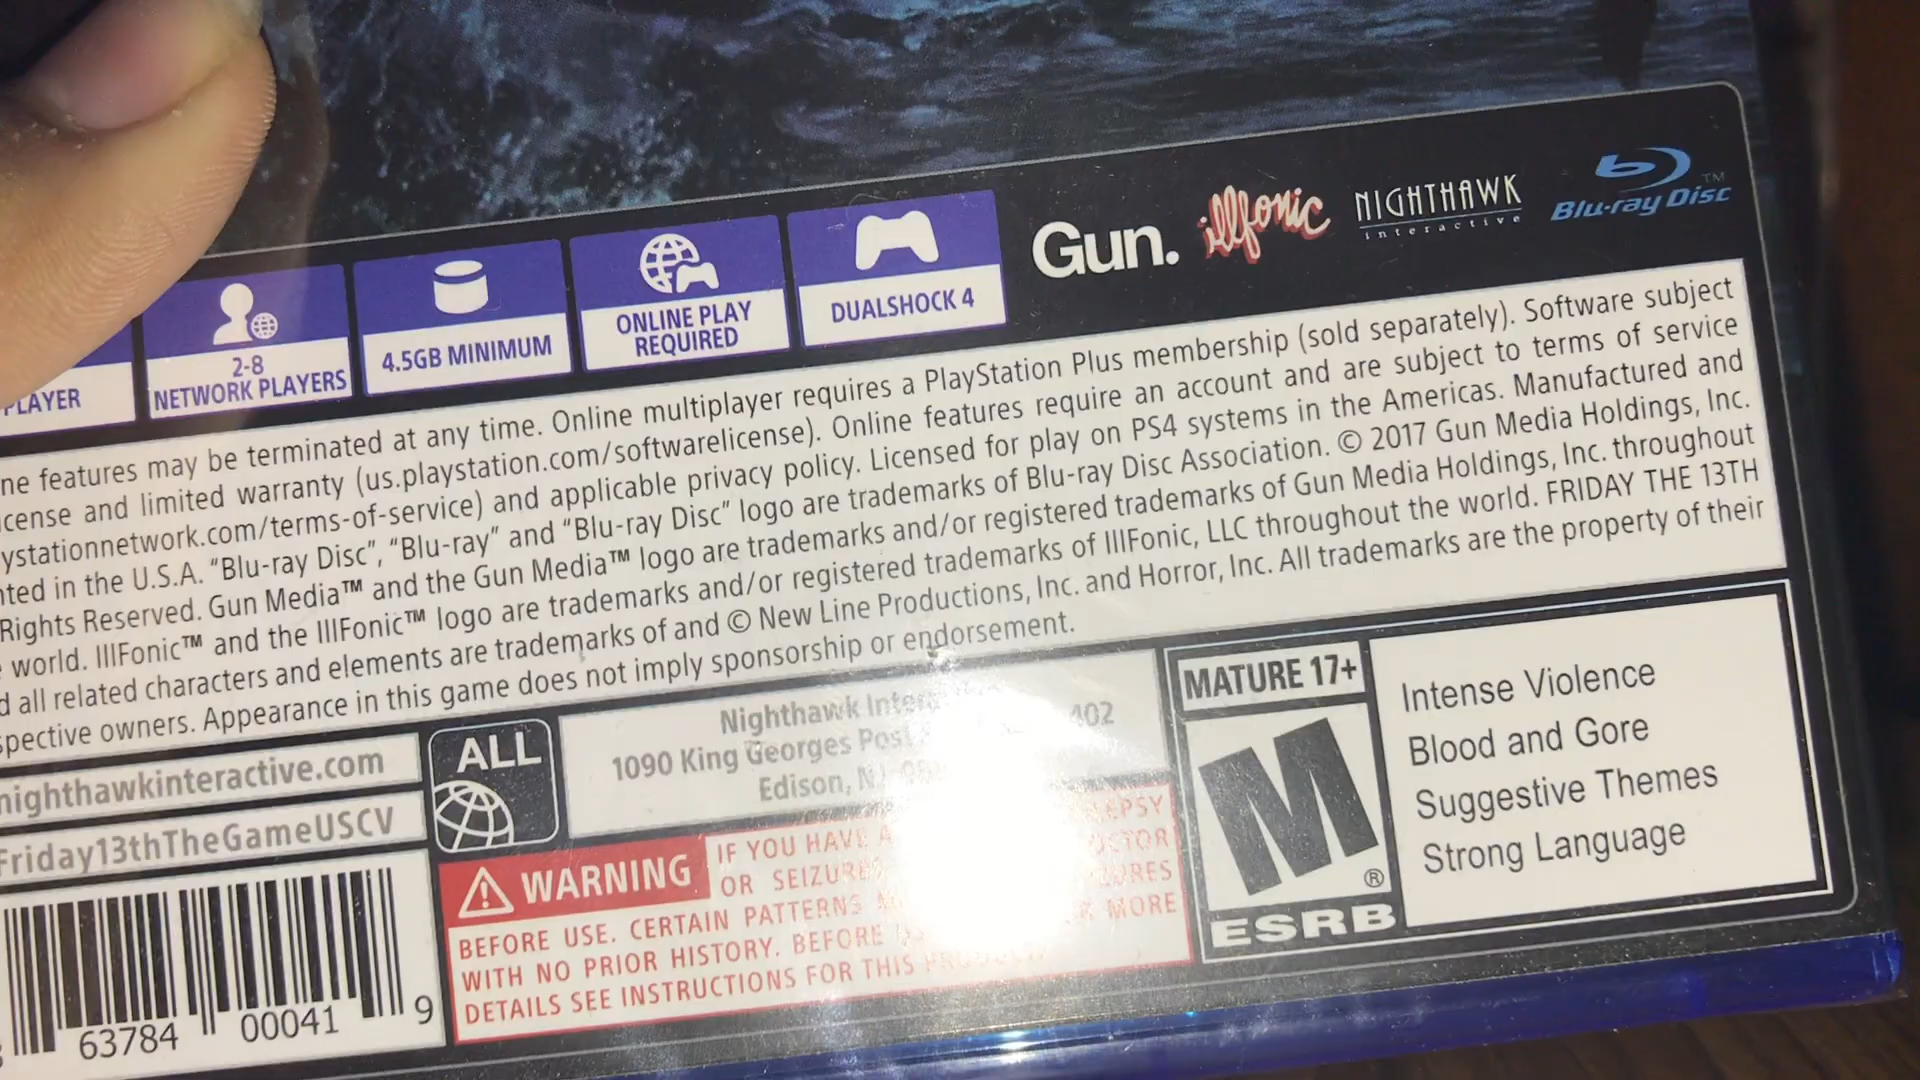 Gun. illfonic NIGHTHAWK interactive Blu-ray Disc™
PLAYER
2-8
NETWORK PLAYERS
4.5GB MINIMUM
ONLINE PLAY
REQUIRED
DUALSHOCK 4
features may be terminated at any time. Online multiplayer requires a PlayStation Plus membership (sold separately). Software subject
and limited warranty (us.playstation.com/softwarelicense). Online features require an account and are subject to terms of service
ystationnetwork.com/terms-of-service) and applicable privacy policy. Licensed for play on PS4 systems in the Americas. Manufactured and
in the U.S.A. “Blu-ray Disc”, “Blu-ray” and “Blu-ray Disc” logo are trademarks of Blu-ray Disc Association. © 2017 Gun Media Holdings, Inc.
Rights Reserved. Gun Media™ and the Gun Media™ logo are trademarks and/or registered trademarks of Gun Media Holdings, Inc. throughout
world. IllFonic™ and the IllFonic™ logo are trademarks and/or registered trademarks of IllFonic, LLC throughout the world. FRIDAY THE 13TH
all related characters and elements are trademarks of and © New Line Productions, Inc. and Horror, Inc. All trademarks are the property of their
spective owners. Appearance in this game does not imply sponsorship or endorsement.
nighthawkinteractive.com
Friday13thTheGameUSCV
ALL
Nighthawk
1090 King Georges Post 402
Edison, NJ
WARNING
IF YOU HAVE A
OR SEIZURES
BEFORE USE. CERTAIN PATTERNS MORE
WITH NO PRIOR HISTORY. BEFORE
DETAILS SEE INSTRUCTIONS FOR THIS
63784 00041 9
MATURE 17+
M®
ESRB
Intense Violence
Blood and Gore
Suggestive Themes
Strong Language